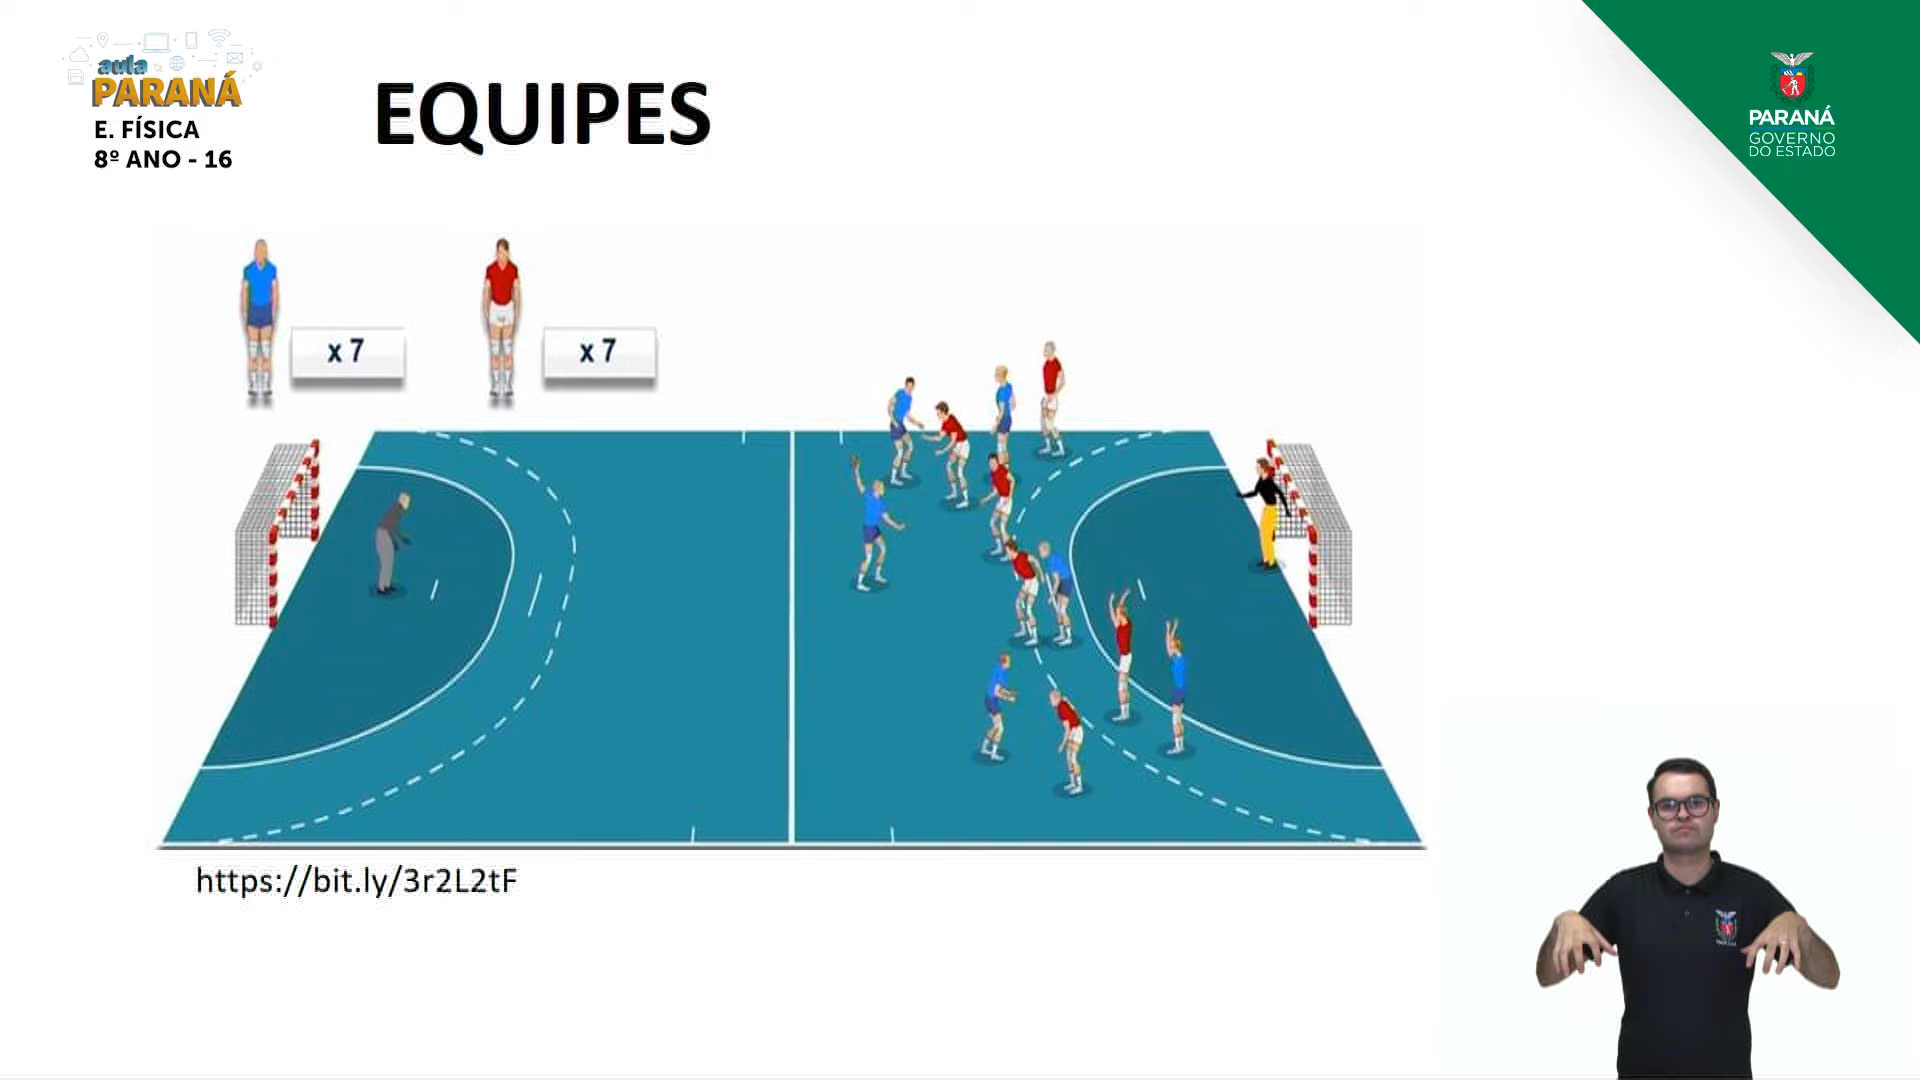 aula
PARANÁ
E. FÍSICA
8º ANO - 16
EQUIPES
PARANÁ
GOVERNO
DO ESTADO
x 7
x 7
https://bit.ly/3r2L2tF